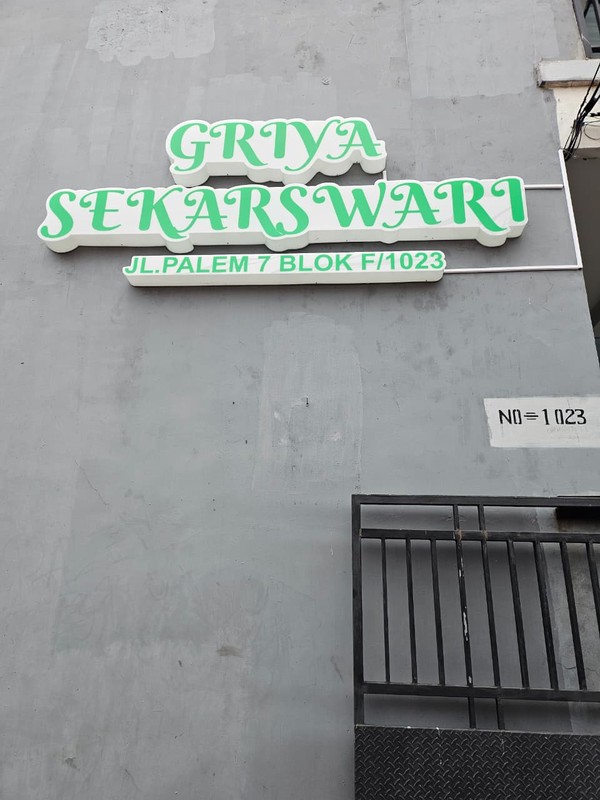 GRIYA
SEKARSWARI
JL.PALEM 7 BLOK F/1023
NO=1023